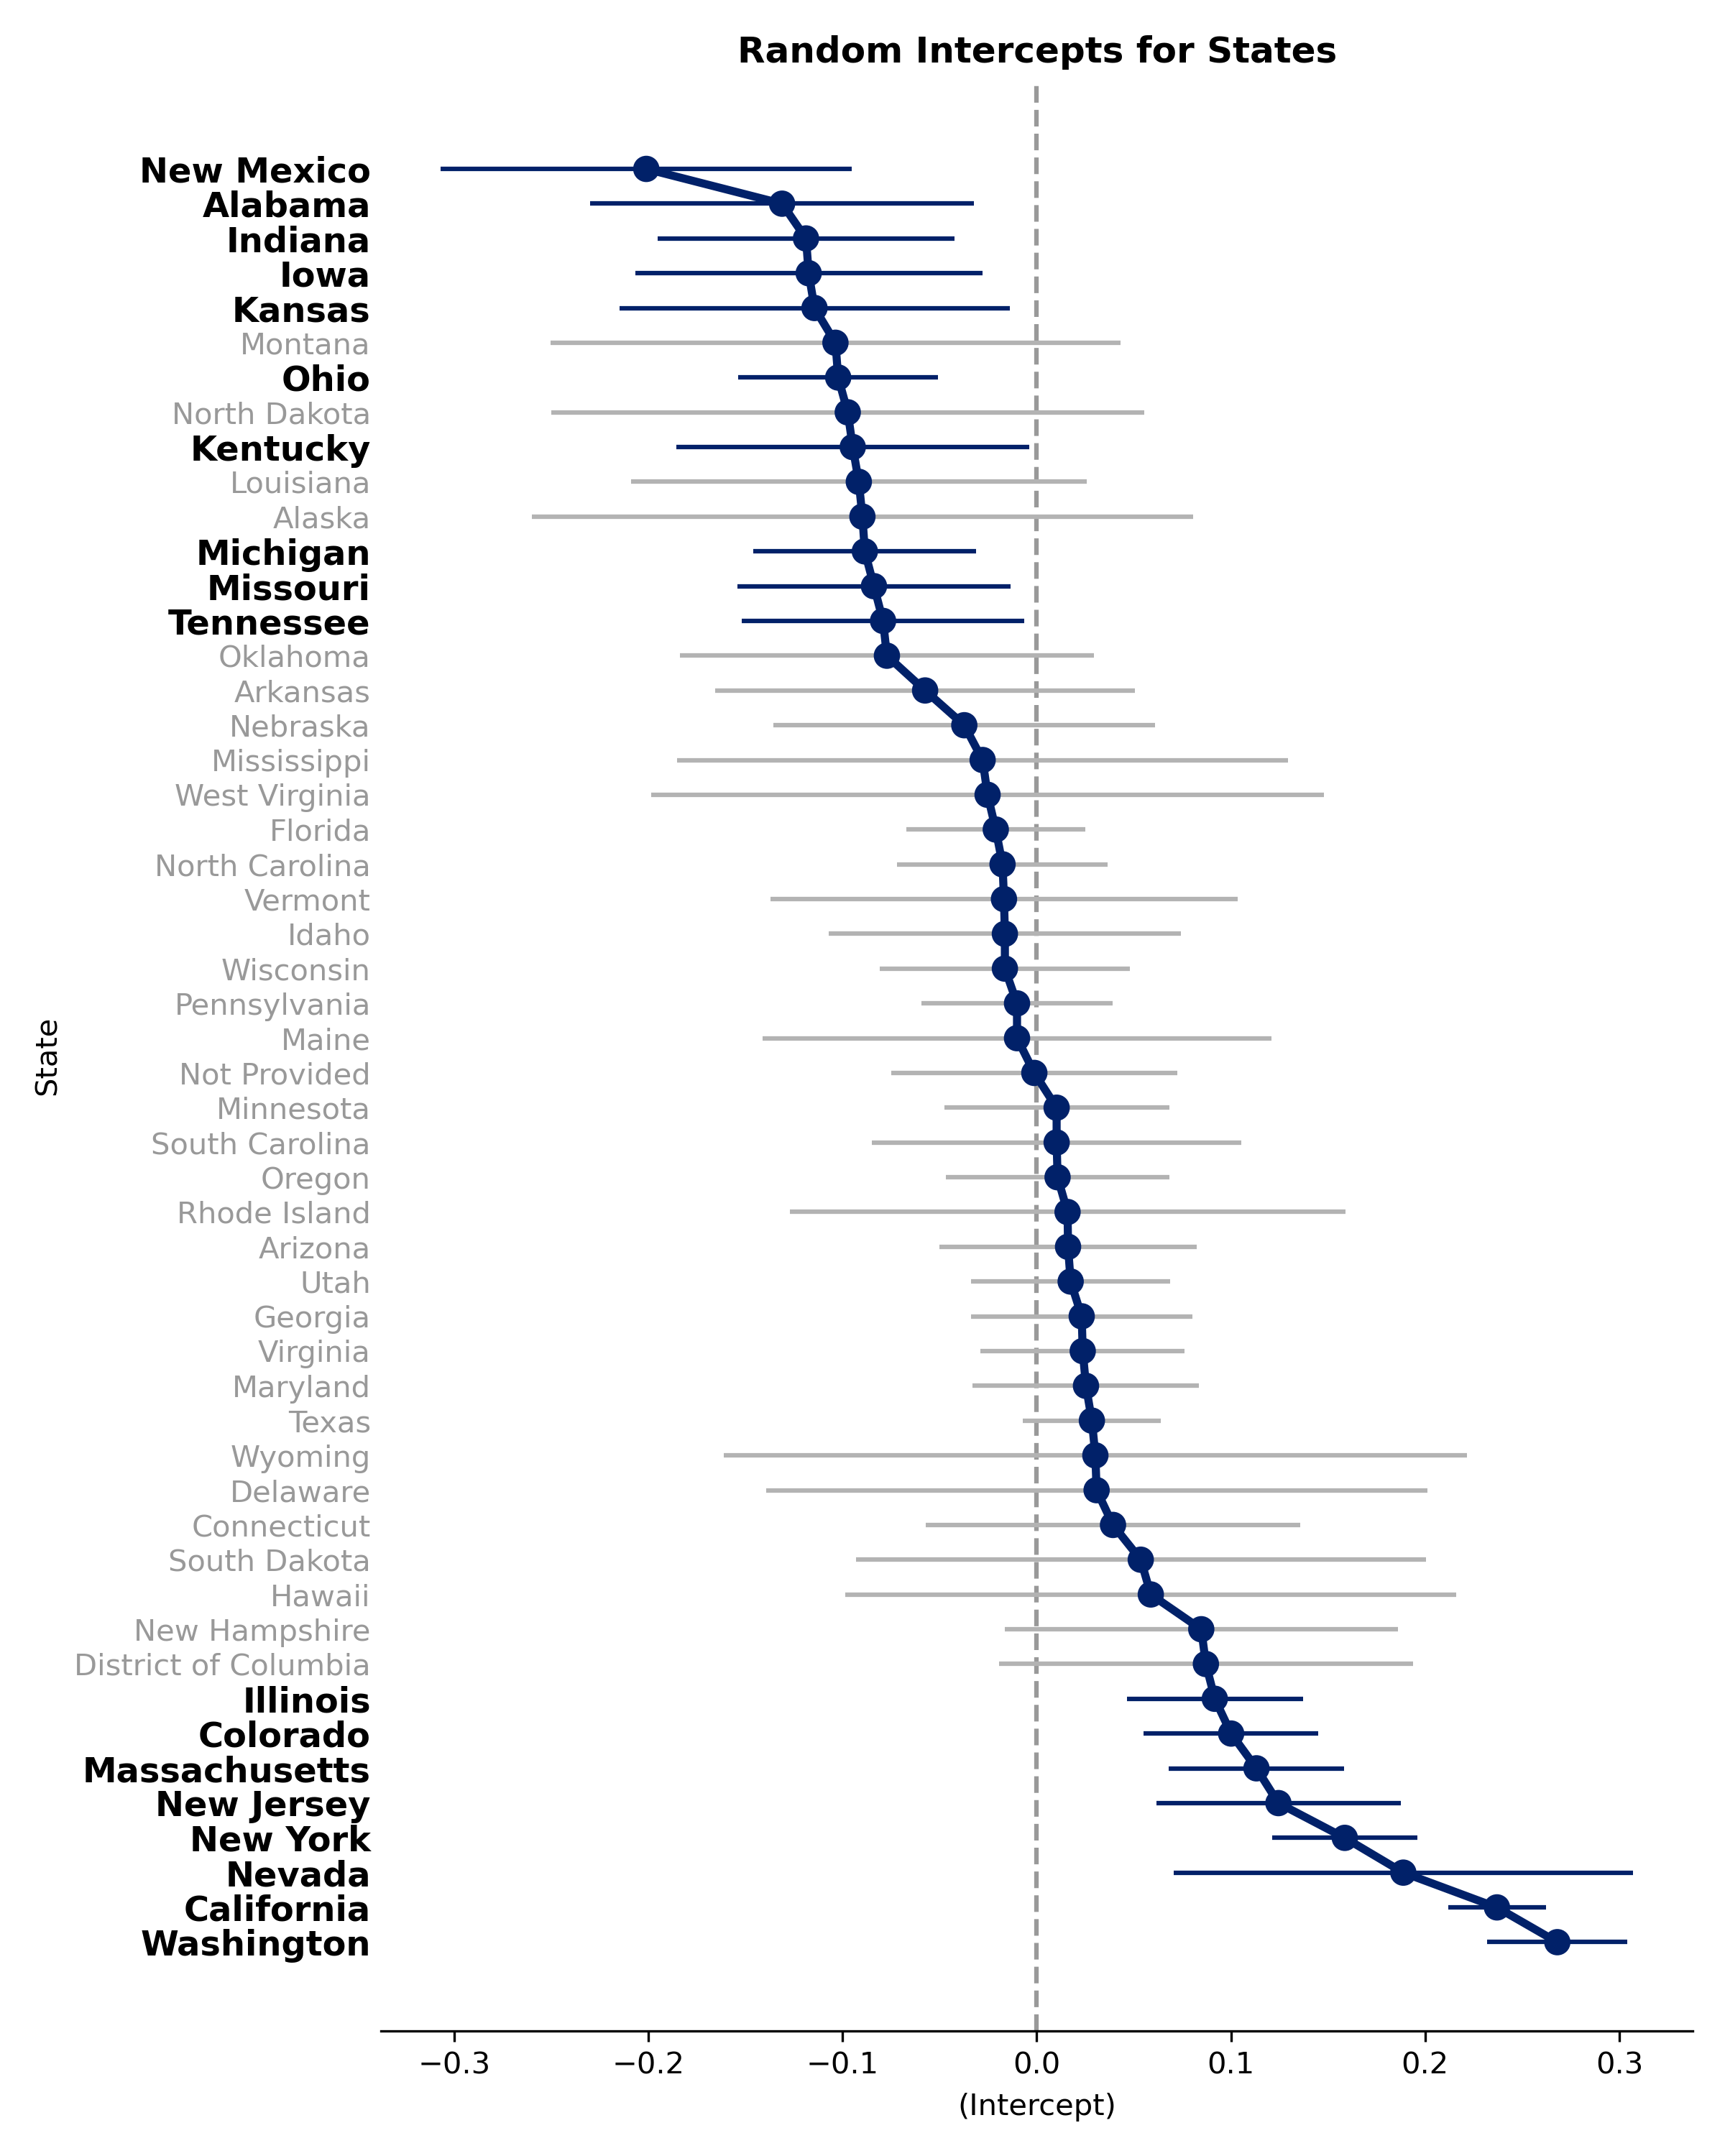 Random Intercepts for States
New Mexico
Alabama
Indiana
Iowa
Kansas
Montana
Ohio
North Dakota
Kentucky
Louisiana
Alaska
Michigan
Missouri
Tennessee
Oklahoma
Arkansas
Nebraska
Mississippi
West Virginia
Florida
North Carolina
Vermont
Idaho
Wisconsin
Pennsylvania
Maine
Not Provided
Minnesota
South Carolina
Oregon
Rhode Island
Arizona
Utah
Georgia
Virginia
Maryland
Texas
Wyoming
Delaware
Connecticut
South Dakota
Hawaii
New Hampshire
District of Columbia
Illinois
Colorado
Massachusetts
New Jersey
New York
Nevada
California
Washington
State
−0.3 −0.2 −0.1 0.0 0.1 0.2 0.3
(Intercept)